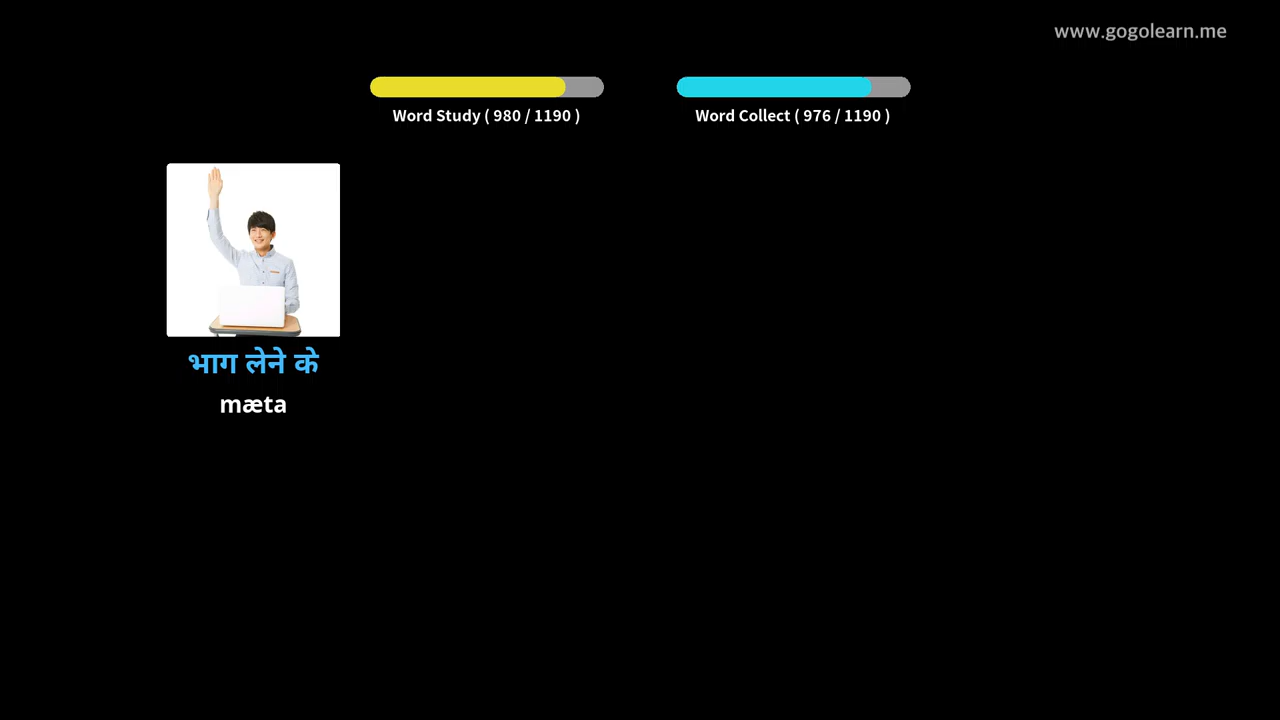 www.gogolearn.me
Word Study ( 980 / 1190 )
Word Collect ( 976 / 1190 )
भाग लेने के
mæta